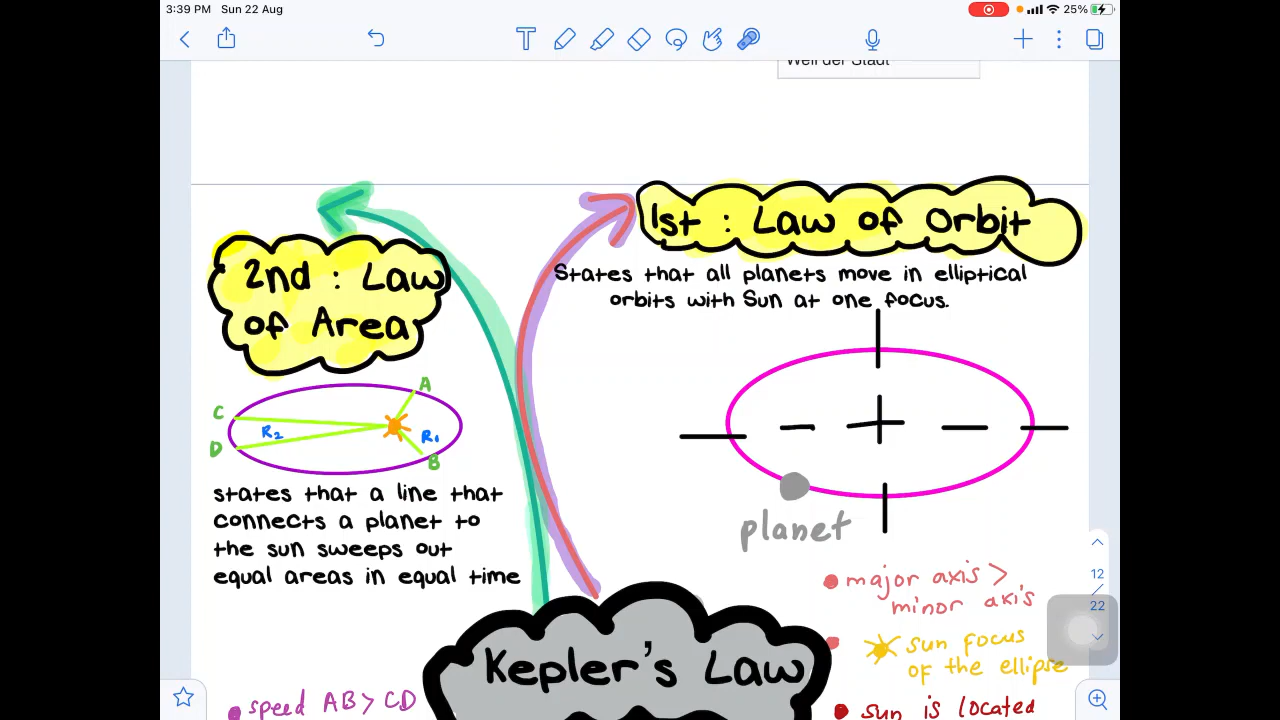 3:39 PM Sun 22 Aug
25%
T
Weil der Stadt
1st : Law of Orbit
States that all planets move in elliptical
orbits with Sun at one focus.
planet
major axis >
minor axis
sun focus
of the ellipse
sun is located
2nd : Law
of Area
A
C
R₂
R₁
D
B
states that a line that
connects a planet to
the sun sweeps out
equal areas in equal time
speed AB > CD
Kepler's Law
12
/
22